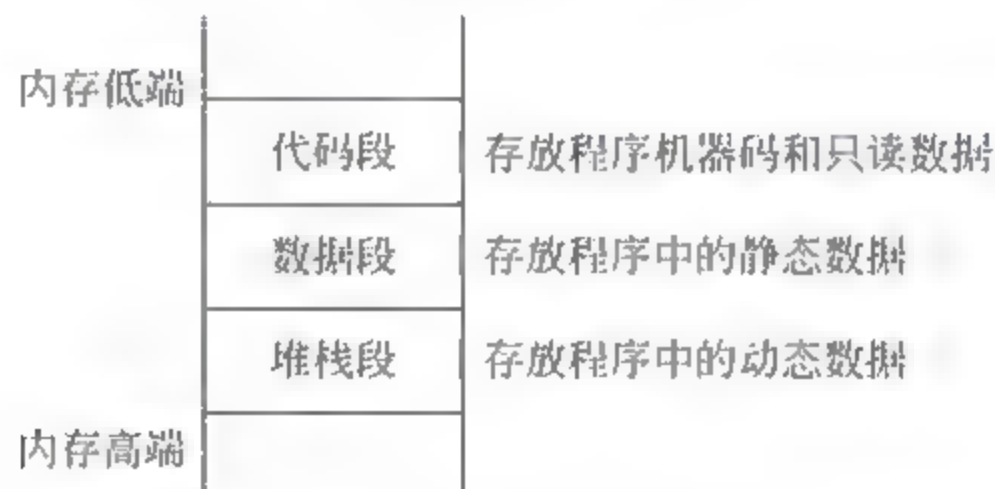 内存低端
代码段 存放程序机器码和只读数据
数据段 存放程序中的静态数据
堆栈段 存放程序中的动态数据
内存高端